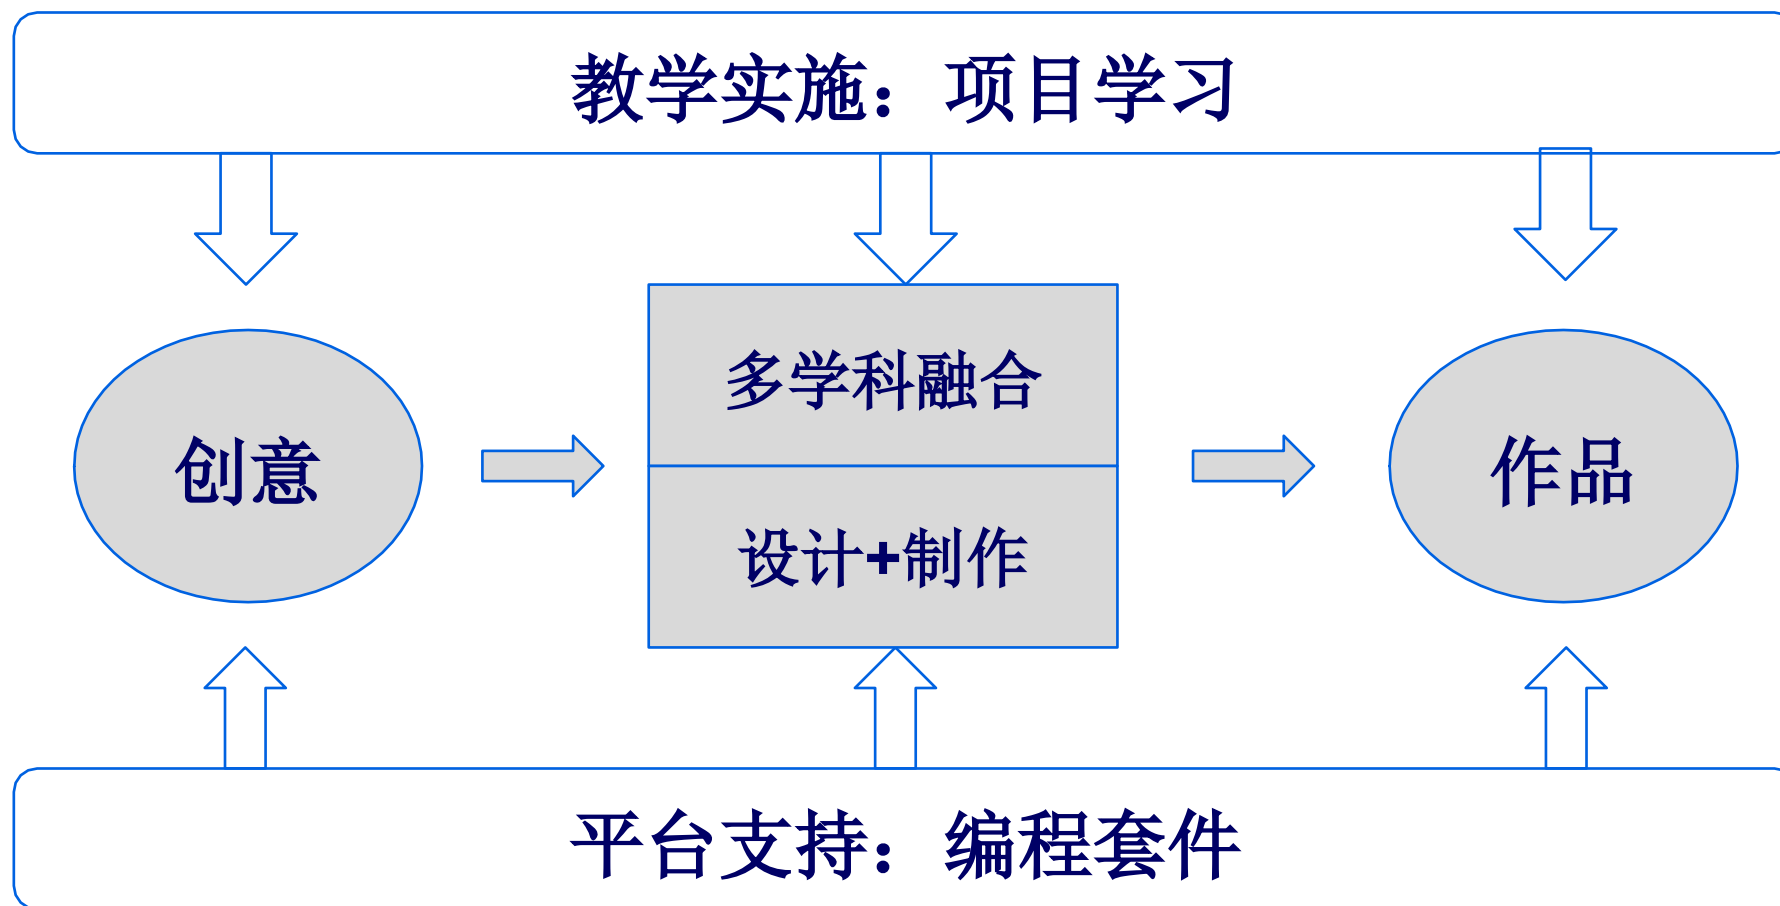 教学实施：项目学习
多学科融合
创意
作品
设计+制作
平台支持：编程套件